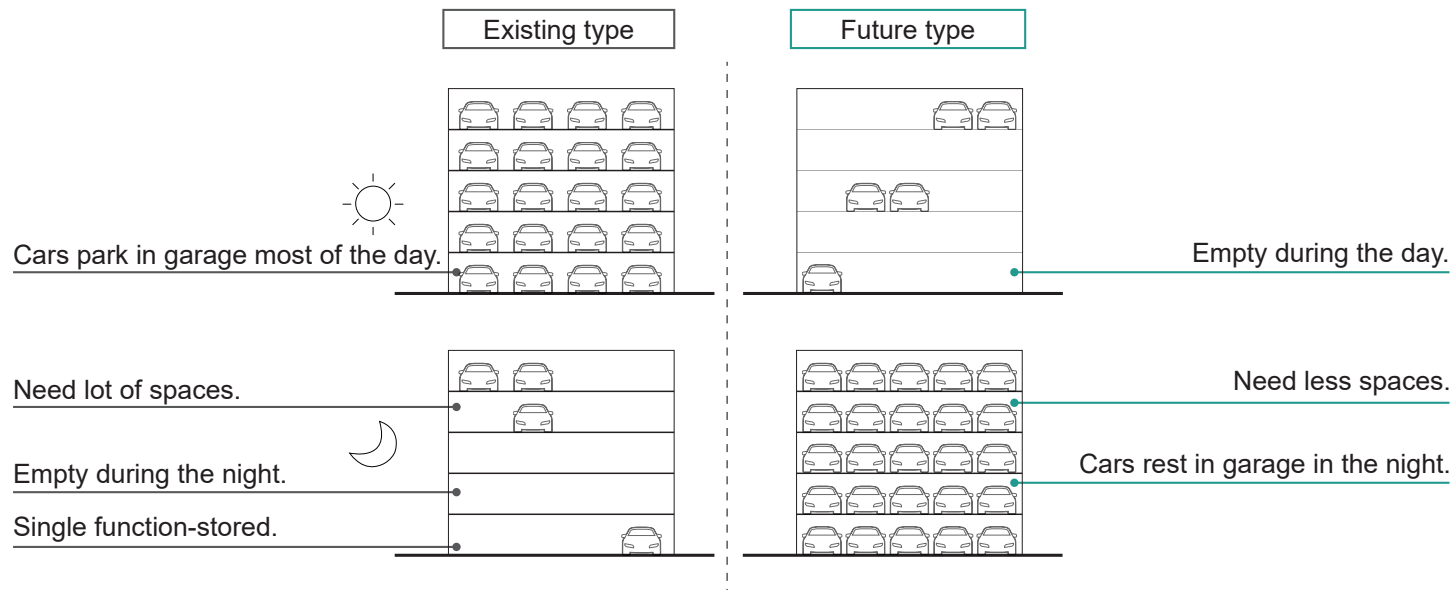 Existing type
Future type
Cars park in garage most of the day.
Empty during the day.
Need lot of spaces.
Need less spaces.
Empty during the night.
Cars rest in garage in the night.
Single function-stored.